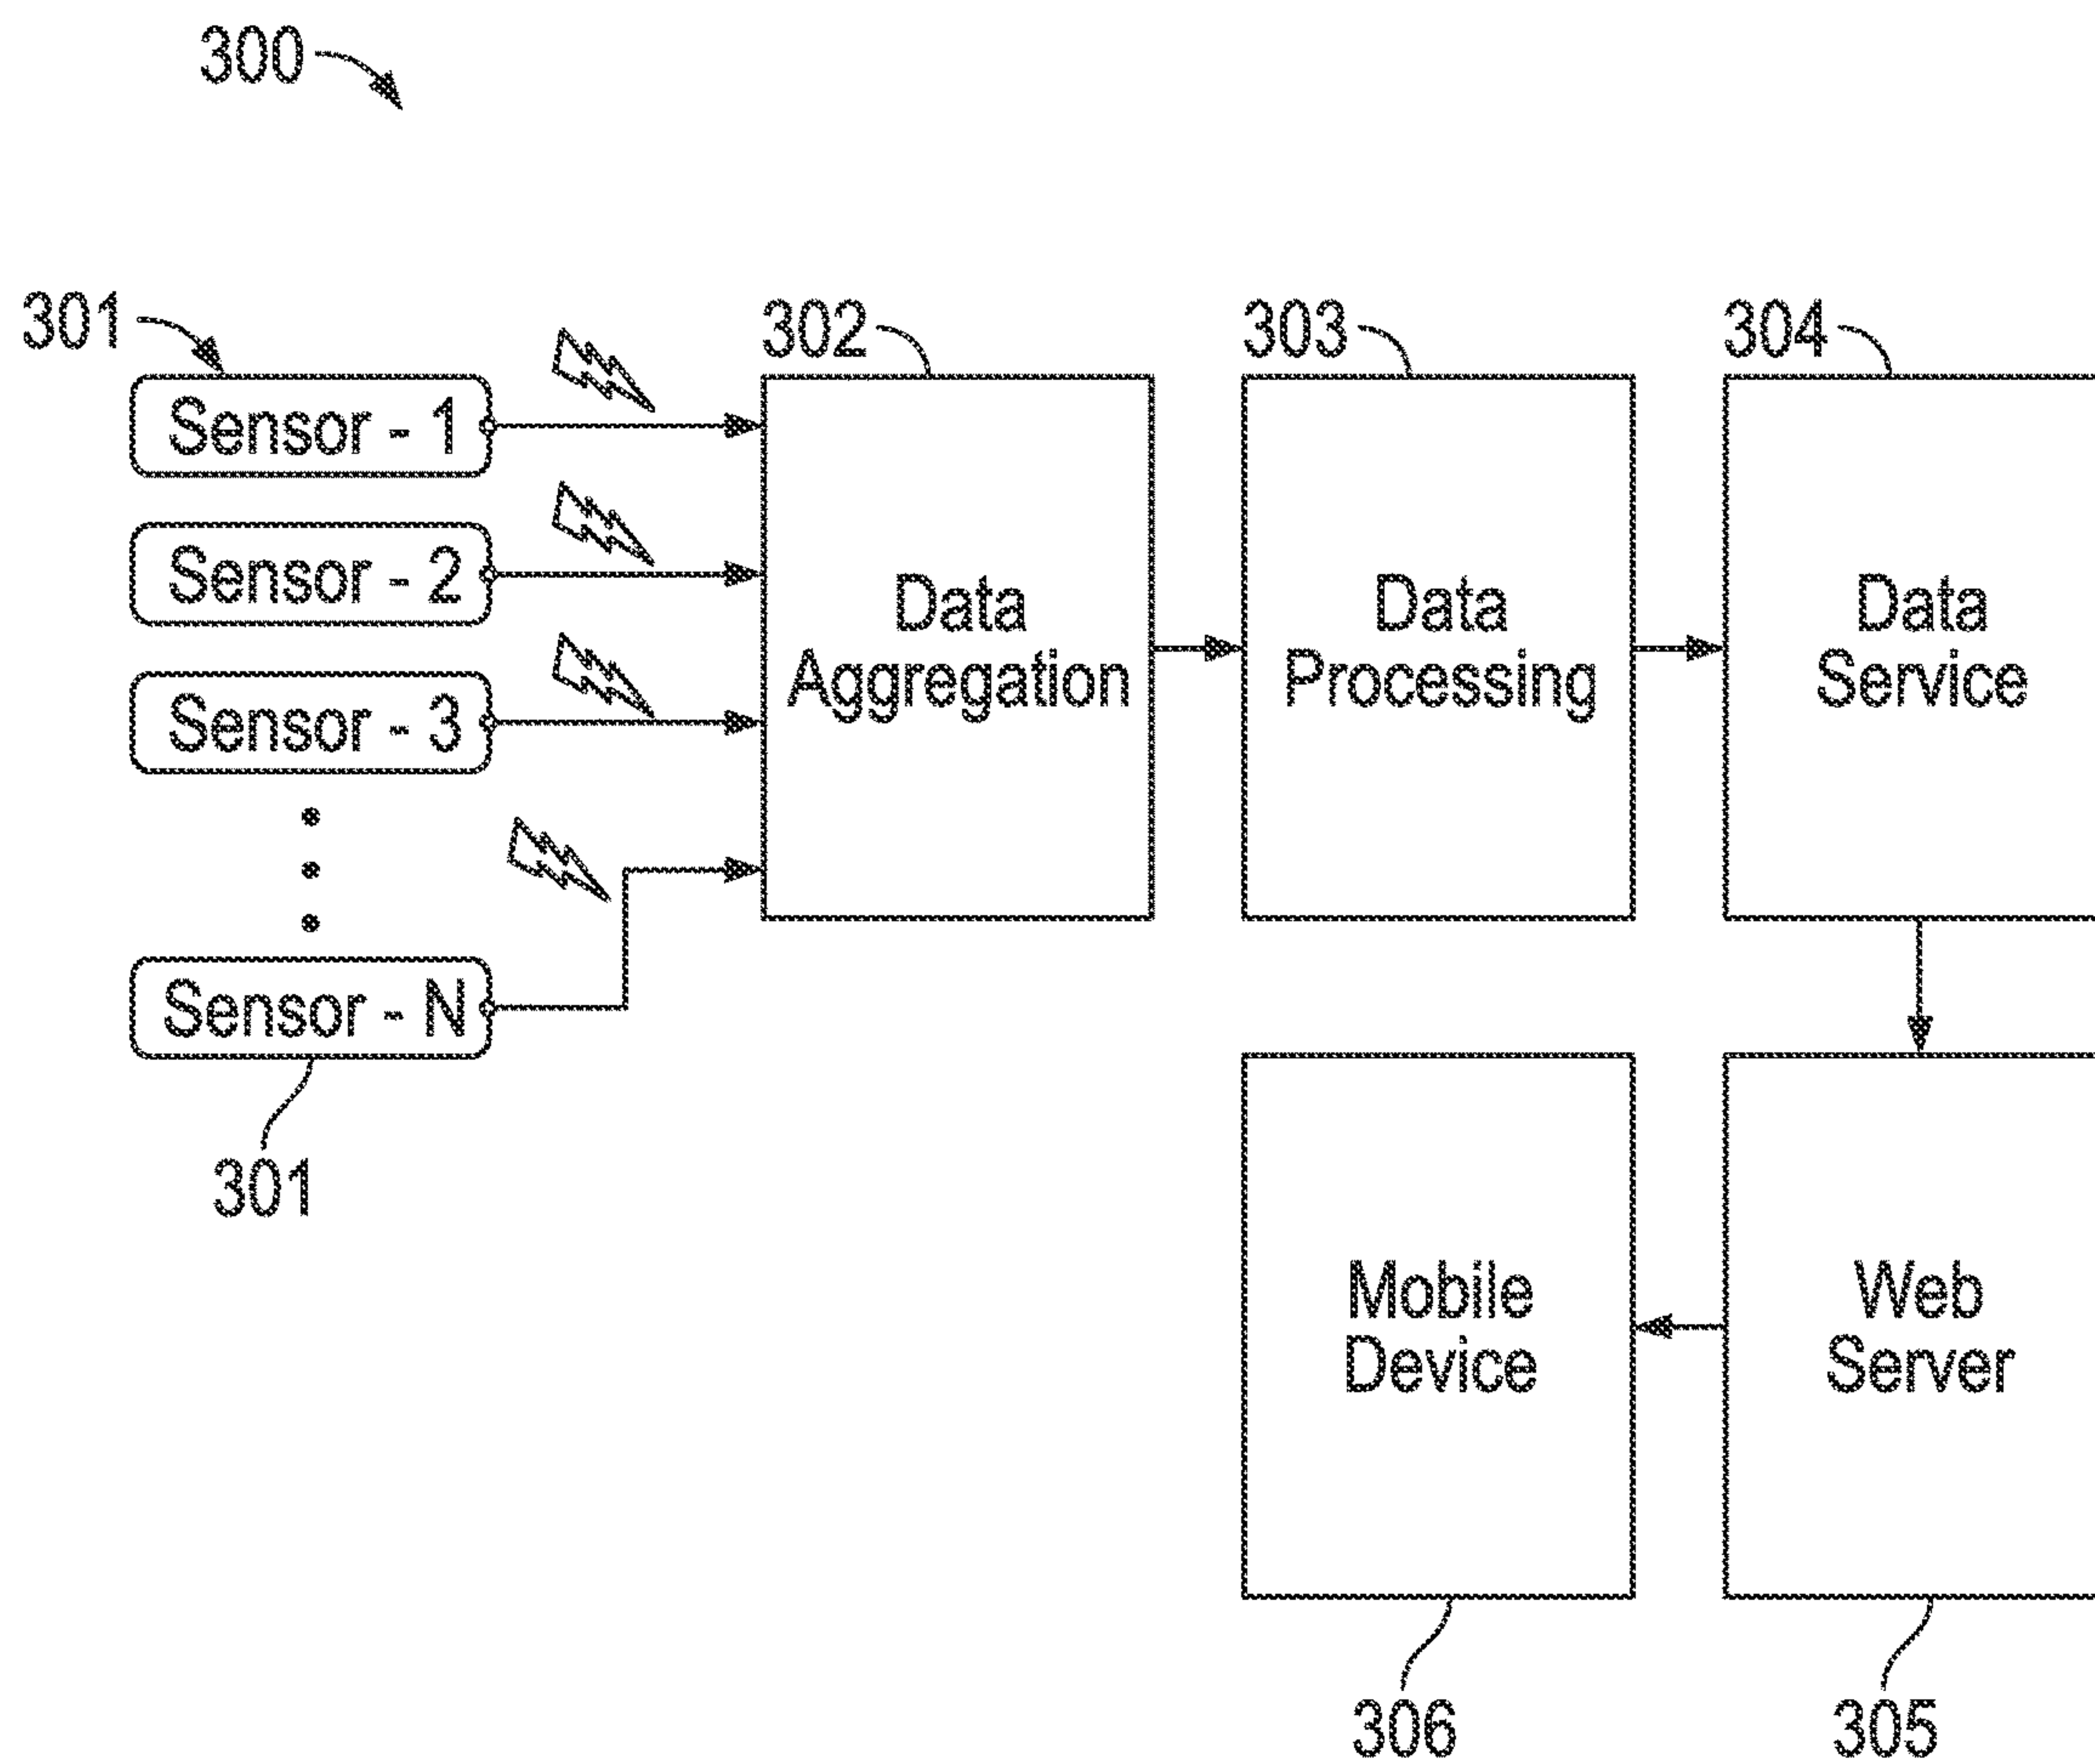 300
301
302
303
304
Sensor - 1
Sensor - 2
Sensor - 3
Sensor - N
301
Data
Aggregation
Data
Processing
Data
Service
Mobile
Device
Web
Server
306
305